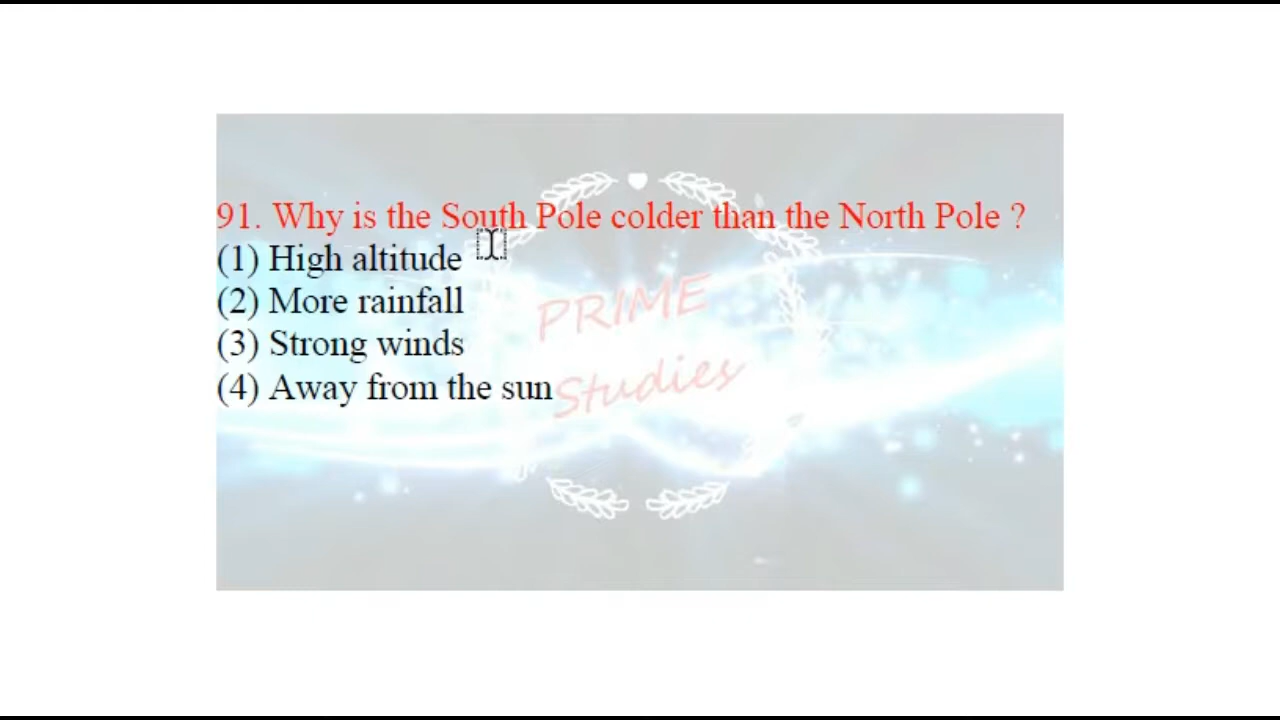 91. Why is the South Pole colder than the North Pole ?
(1) High altitude
(2) More rainfall
(3) Strong winds
(4) Away from the sun
PRIME
Studies